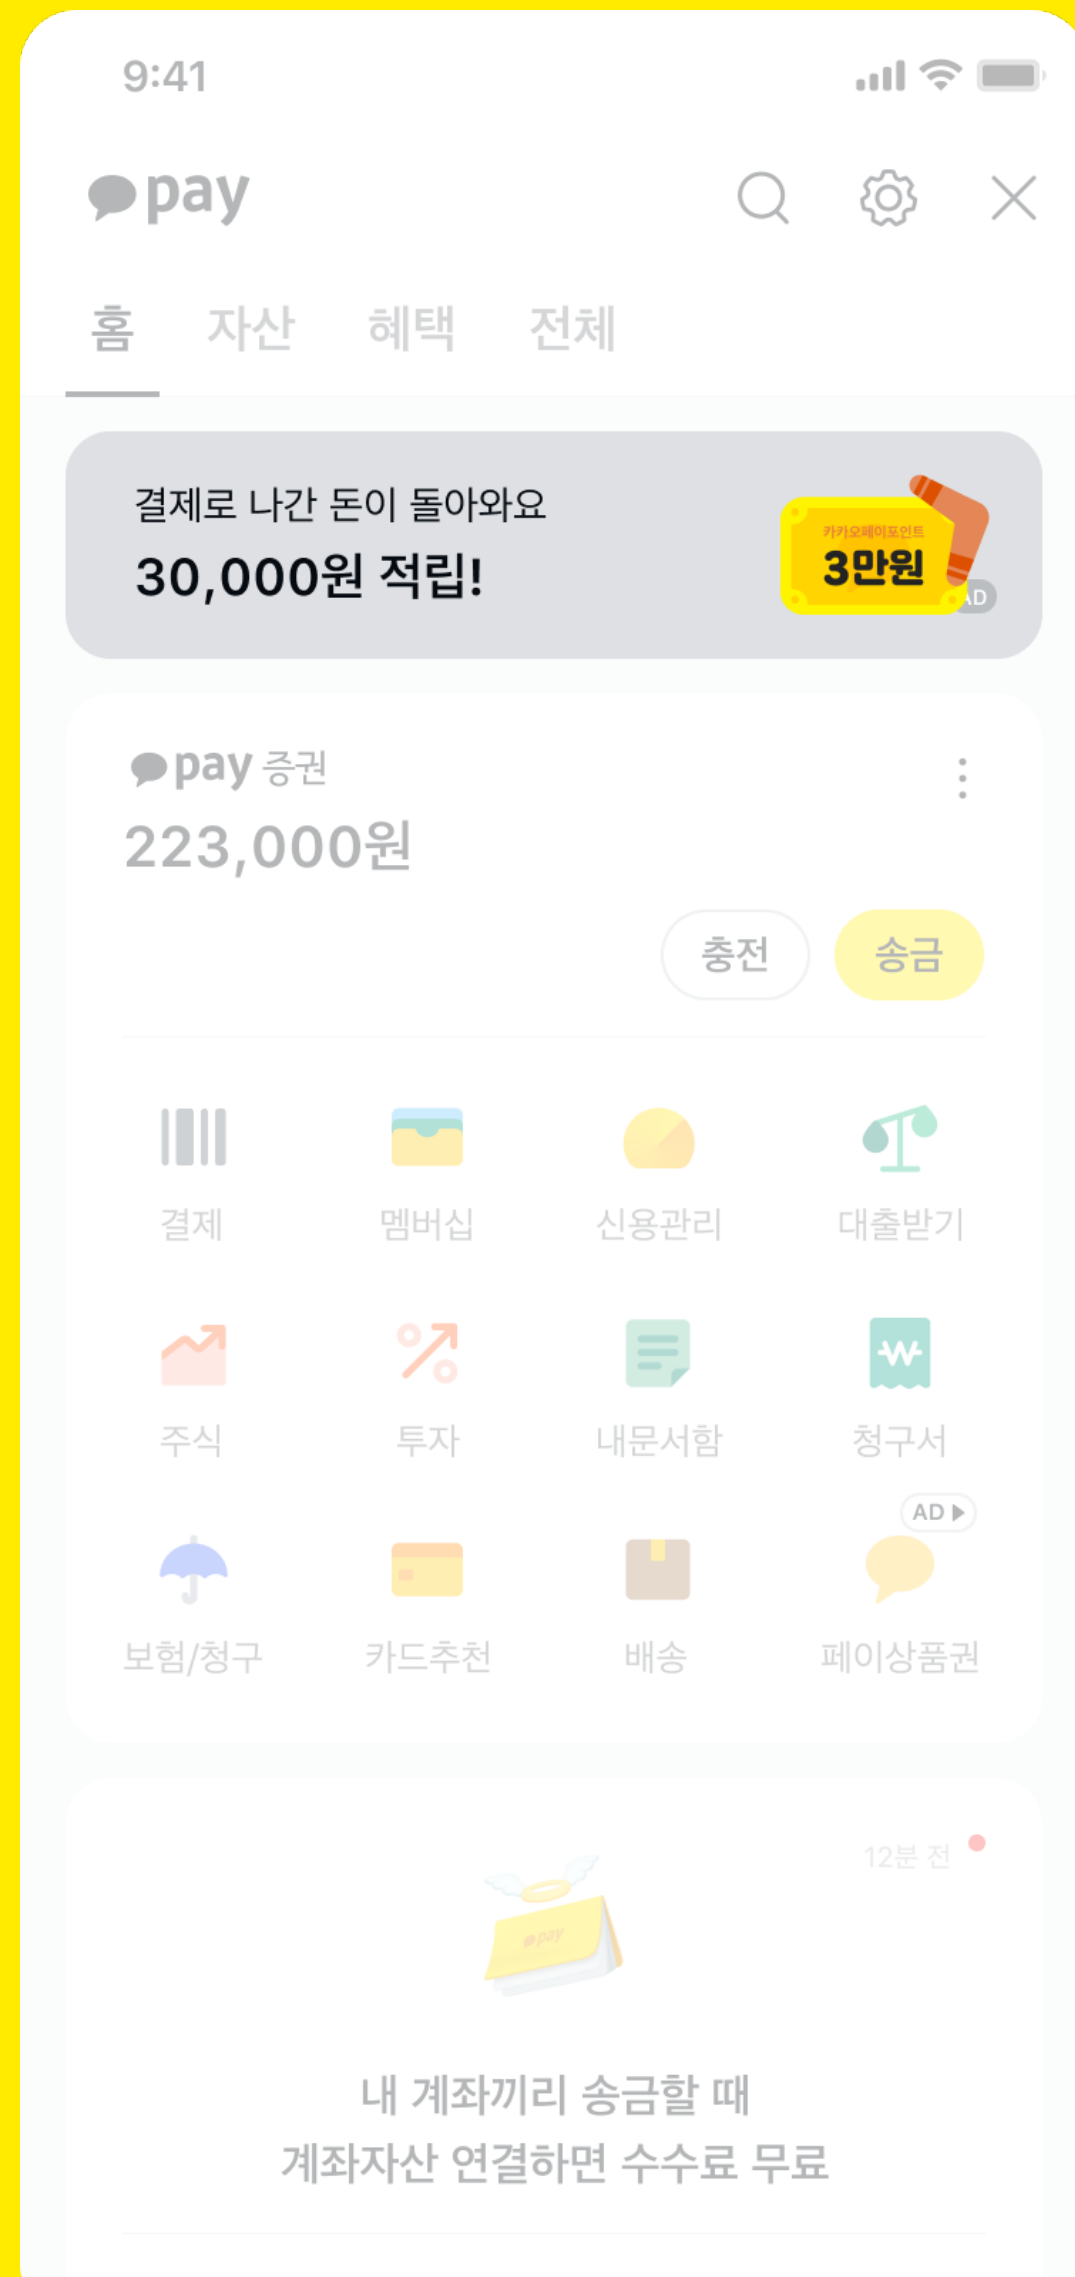 9:41
pay
홈 자산 혜택 전체
결제로 나간 돈이 돌아와요
30,000원 적립!
카카오페이포인트
3만원
AD
pay 증권
223,000원
충전 송금
결제 멤버십 신용관리 대출받기
주식 투자 내문서함 청구서
AD
보험/청구 카드추천 배송 페이상품권
12분 전
pay
내 계좌끼리 송금할 때
계좌자산 연결하면 수수료 무료